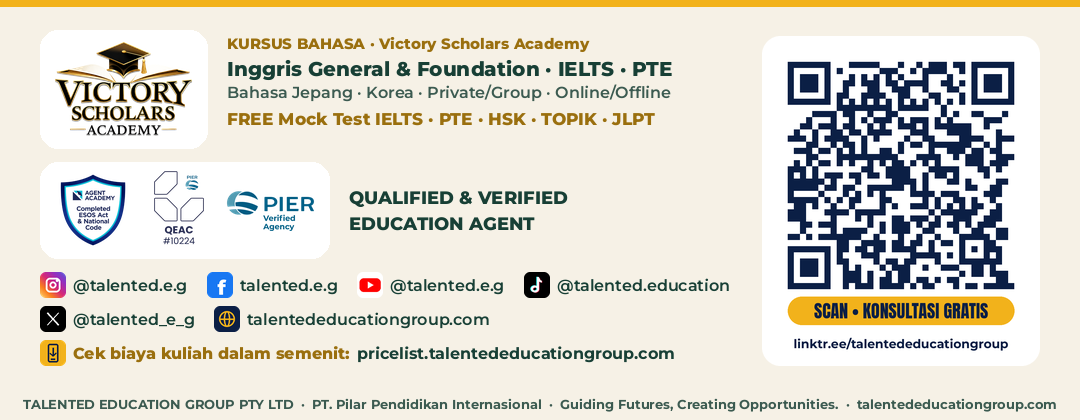 VICTORY
SCHOLARS
ACADEMY
KURSUS BAHASA · Victory Scholars Academy
Inggris General & Foundation · IELTS · PTE
Bahasa Jepang · Korea · Private/Group · Online/Offline
FREE Mock Test IELTS · PTE · HSK · TOPIK · JLPT
AGENT
ACADEMY
Completed
ESOS Act
& National
Code
PIER
QEAC
#10224
PIER
Verified
Agency
QUALIFIED & VERIFIED
EDUCATION AGENT
@talented.e.g talented.e.g @talented.e.g @talented.education
@talented_e_g talentededucationgroup.com
Cek biaya kuliah dalam semenit: pricelist.talentededucationgroup.com
SCAN • KONSULTASI GRATIS
linktr.ee/talentededucationgroup
TALENTED EDUCATION GROUP PTY LTD · PT. Pilar Pendidikan Internasional · Guiding Futures, Creating Opportunities. · talentededucationgroup.com